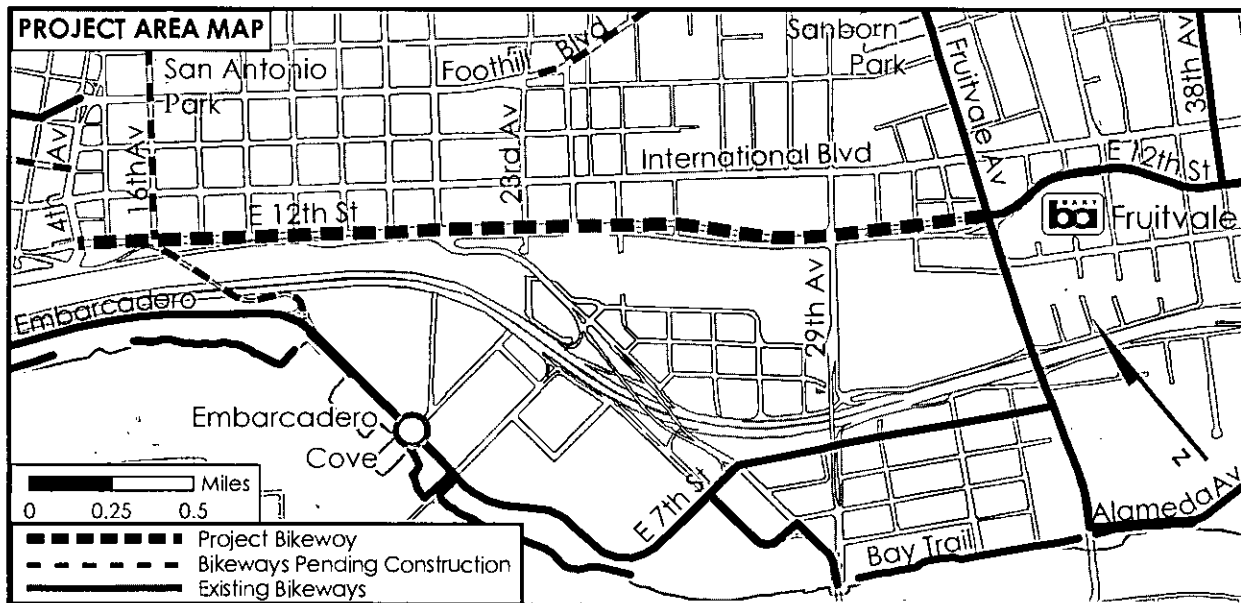 PROJECT AREA MAP
San Antonio
Park
Foothill Blvd
Sanborn
Park
Fruitvale Av
38th Av
14th Av
16th Av
23rd Av
International Blvd
E 12th St
E 12th St
BART
ba Fruitvale
Embarcadero
29th Av
Embarcadero
Cove
E 7th St
N
Alameda Av
Bay Trail
Miles
0 0.25 0.5
Project Bikewoy
Bikeways Pending Construction
Existing Bikeways